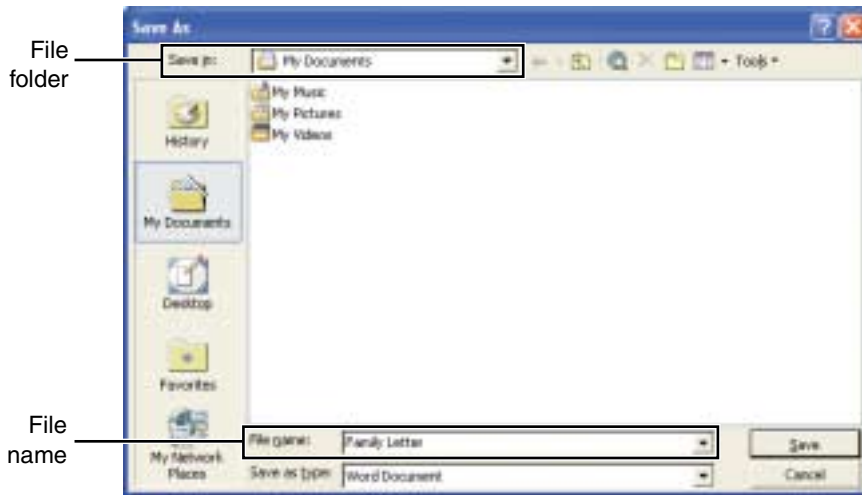 Save As
File folder
Save in: My Documents Tools
My Music
My Pictures
My Videos
History
My Documents
Desktop
Favorites
My Network Places
File name
File name: Family Letter Save
Save as type: Word Document Cancel